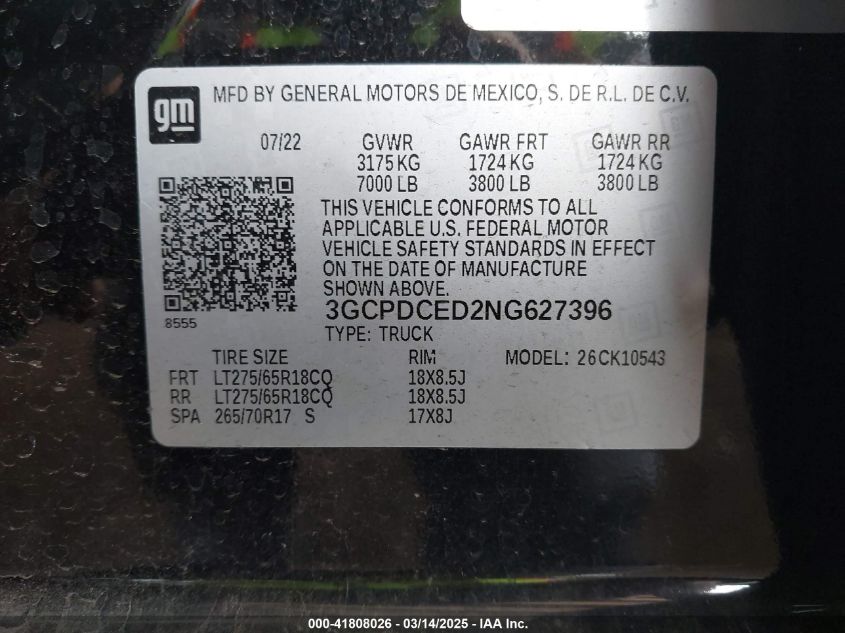 gm
MFD BY GENERAL MOTORS DE MEXICO, S. DE R.L. DE C.V.
07/22 GVWR GAWR FRT GAWR RR
3175 KG 1724 KG 1724 KG
7000 LB 3800 LB 3800 LB
THIS VEHICLE CONFORMS TO ALL
APPLICABLE U.S. FEDERAL MOTOR
VEHICLE SAFETY STANDARDS IN EFFECT
ON THE DATE OF MANUFACTURE
SHOWN ABOVE.
3GCPDCED2NG627396
8555
TYPE: TRUCK
TIRE SIZE RIM MODEL: 26CK10543
FRT LT275/65R18CQ 18X8.5J
RR LT275/65R18CQ 18X8.5J
SPA 265/70R17 S 17X8J
000-41808026 - 03/14/2025 - IAA Inc.